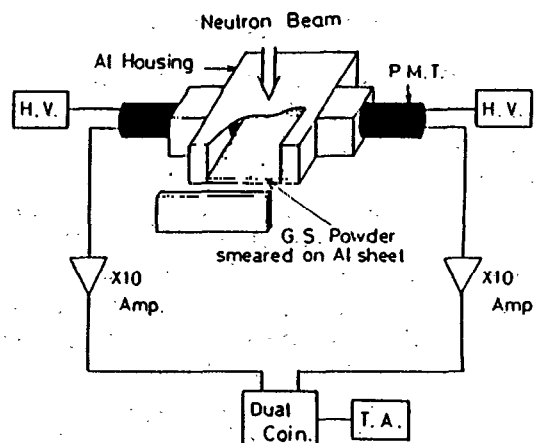 Neutron Beam
Al Housing
P.M.T.
H.V.
H.V.
G.S. Powder
smeared on Al sheet
X10
Amp.
X10
Amp
Dual
Coin.
T.A.